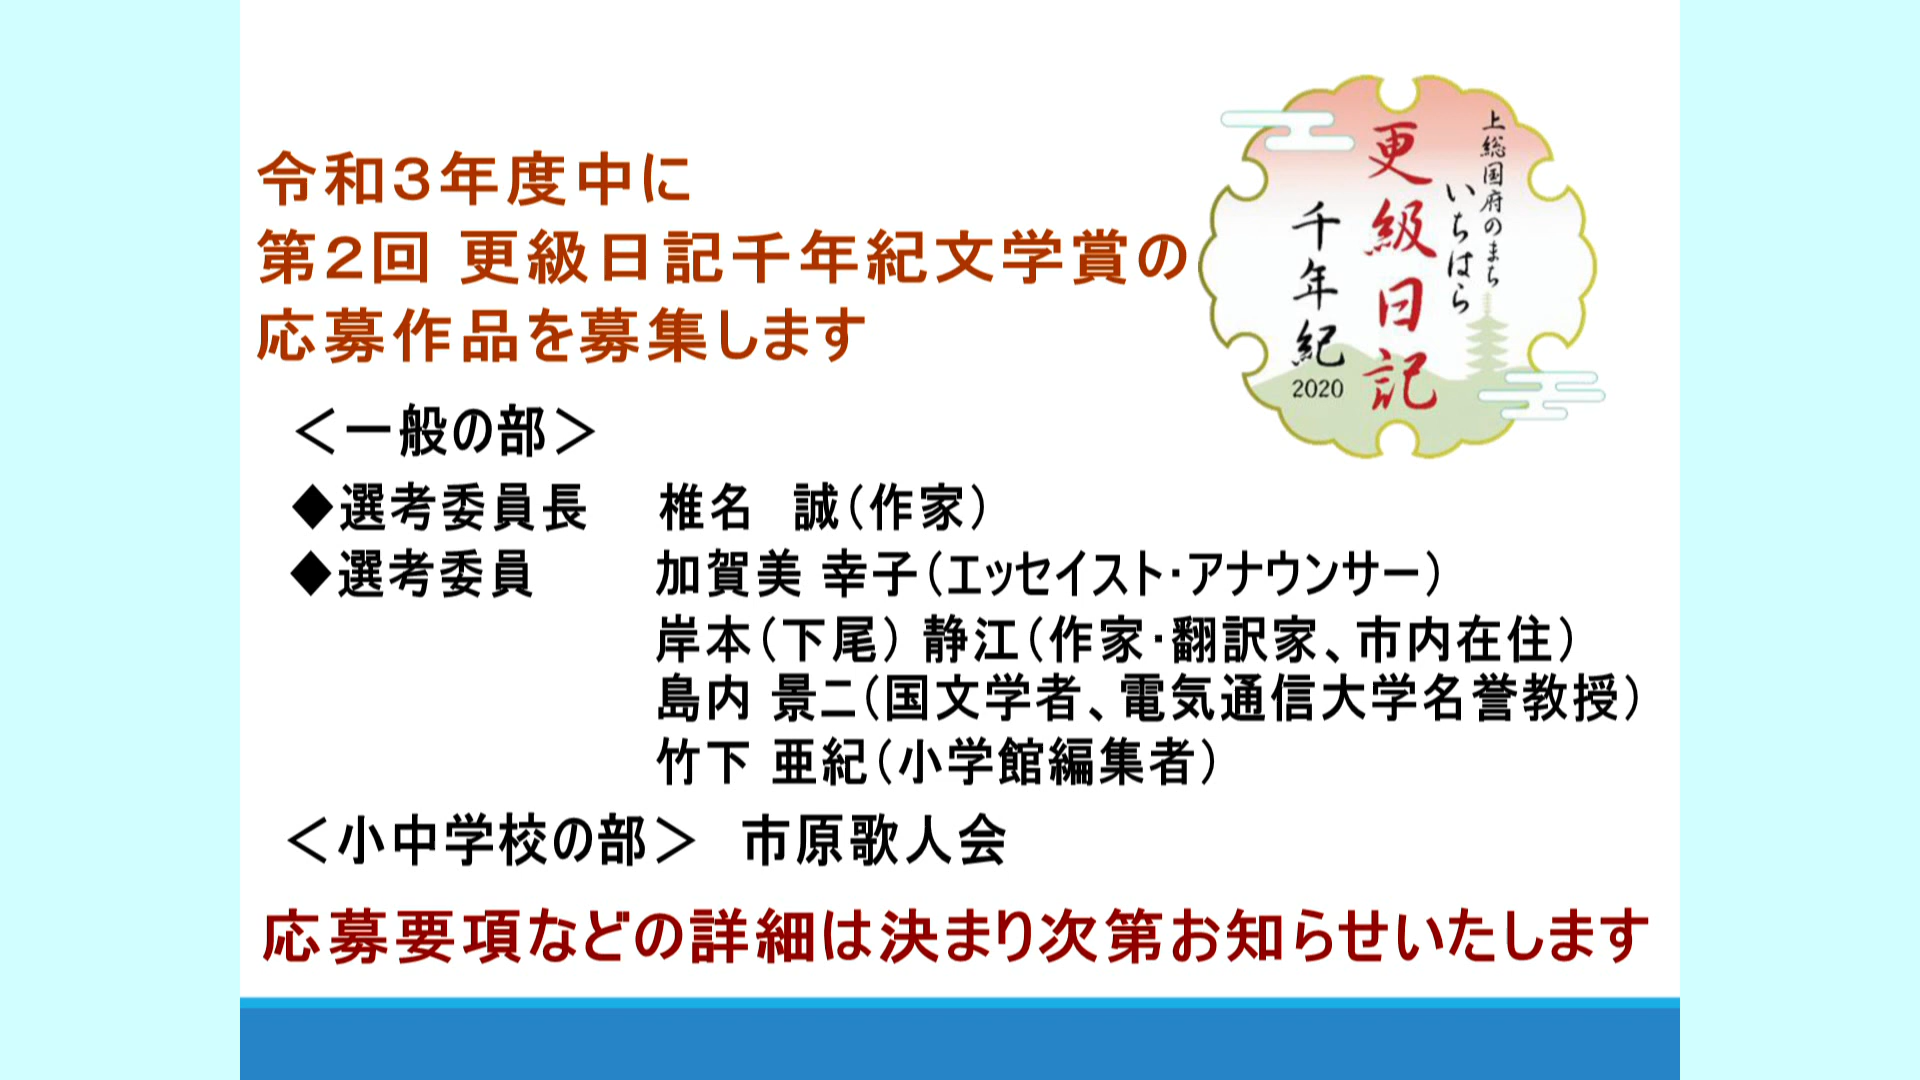 令和3年度中に
第2回 更級日記千年紀文学賞の
応募作品を募集します
上総国府のまち
いちはら
更級日記
千年紀
2020
＜一般の部＞
◆選考委員長　椎名　誠（作家）
◆選考委員　加賀美 幸子（エッセイスト・アナウンサー）
岸本（下尾） 静江（作家・翻訳家、市内在住）
島内 景二（国文学者、電気通信大学名誉教授）
竹下 亜紀（小学館編集者）
＜小中学校の部＞　市原歌人会
応募要項などの詳細は決まり次第お知らせいたします